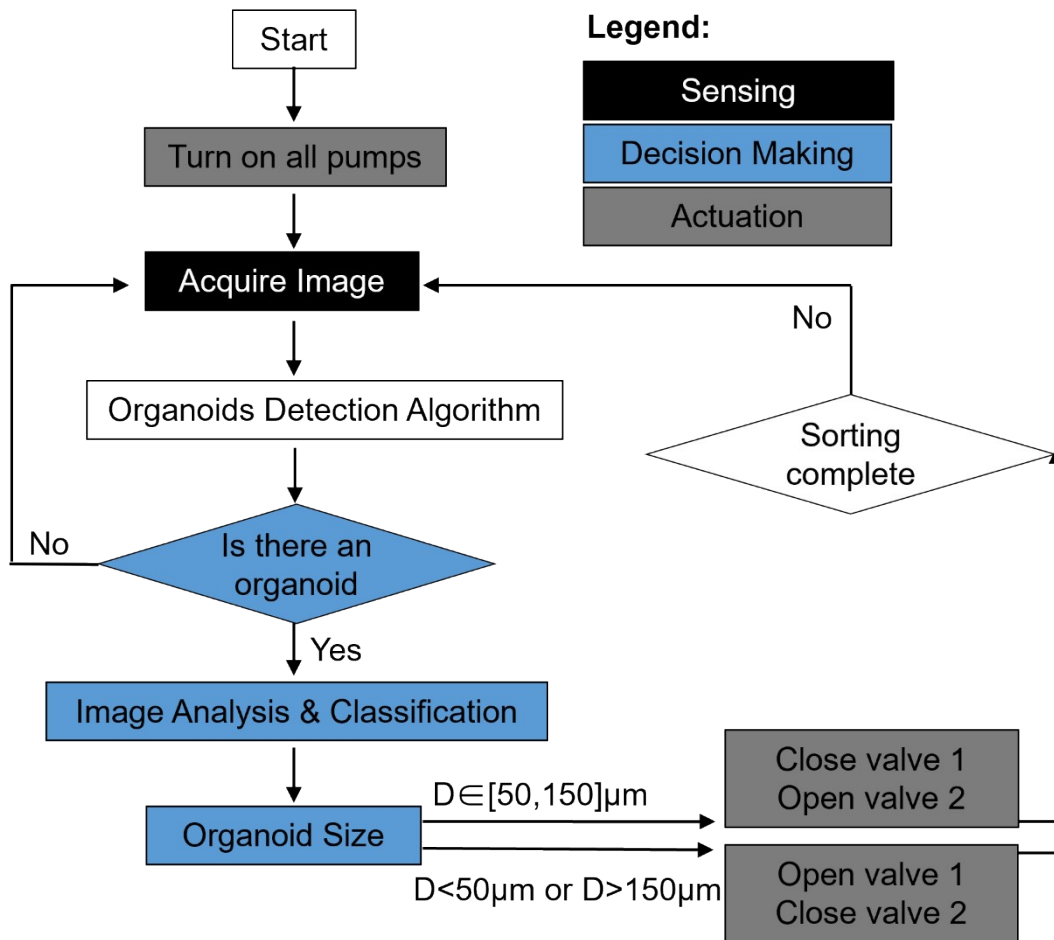 Start
Legend:
Sensing
Decision Making
Actuation
Turn on all pumps
Acquire Image
No
Organoids Detection Algorithm
Sorting
complete
Is there an
organoid
No
Yes
Image Analysis & Classification
Organoid Size
D∈[50,150]μm
Close valve 1
Open valve 2
D<50μm or D>150μm
Open valve 1
Close valve 2